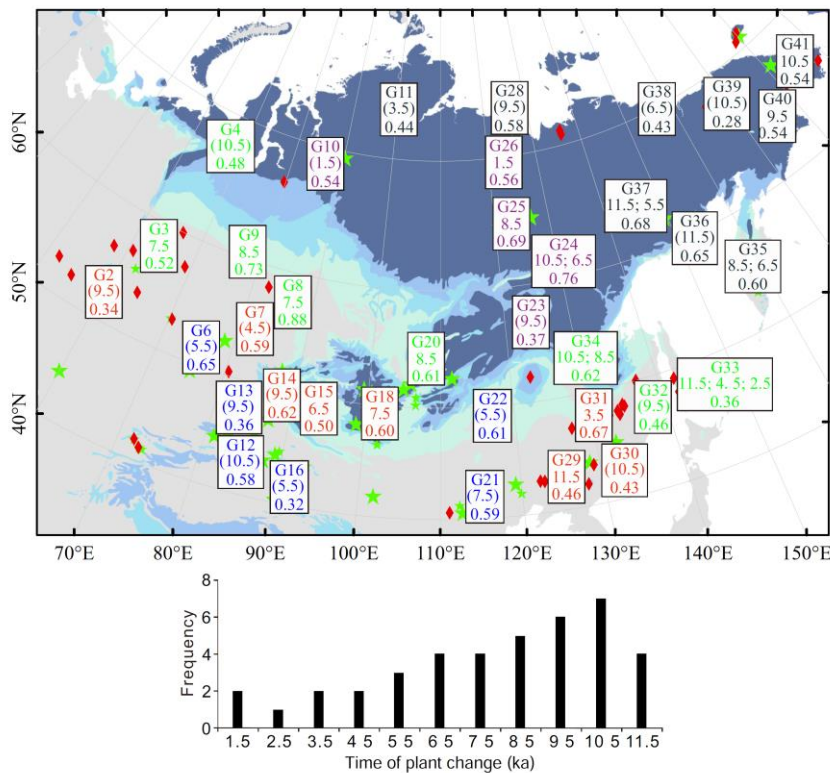 60°N
50°N
40°N
G41
10.5
0.54
G11
(3.5)
0.44
G28
(9.5)
0.58
G38
(6.5)
0.43
G39
(10.5)
0.28
G40
9.5
0.54
G4
(10.5)
0.48
G10
(1.5)
0.54
G26
1.5
0.56
G37
11.5; 5.5
0.68
G25
8.5
0.69
G36
(11.5)
0.65
G3
7.5
0.52
G9
8.5
0.73
G24
10.5; 6.5
0.76
G35
8.5; 6.5
0.60
G2
(9.5)
0.34
G8
7.5
0.88
G7
(4.5)
0.59
G23
(9.5)
0.37
G6
(5.5)
0.65
G20
8.5
0.61
G34
10.5; 8.5
0.62
G33
11.5; 4. 5; 2.5
0.36
G13
(9.5)
0.36
G14
(9.5)
0.62
G15
6.5
0.50
G18
7.5
0.60
G22
(5.5)
0.61
G31
3.5
0.67
G32
(9.5)
0.46
G12
(10.5)
0.58
G16
(5.5)
0.32
G21
(7.5)
0.59
G29
11.5
0.46
G30
(10.5)
0.43
70°E 80°E 90°E 100°E 110°E 120°E 130°E 140°E 150°E
Frequency
8
6
4
2
0
1.5 2.5 3.5 4 5 5 5 6 5 7 5 8 5 9 5 10 5 11.5
Time of plant change (ka)